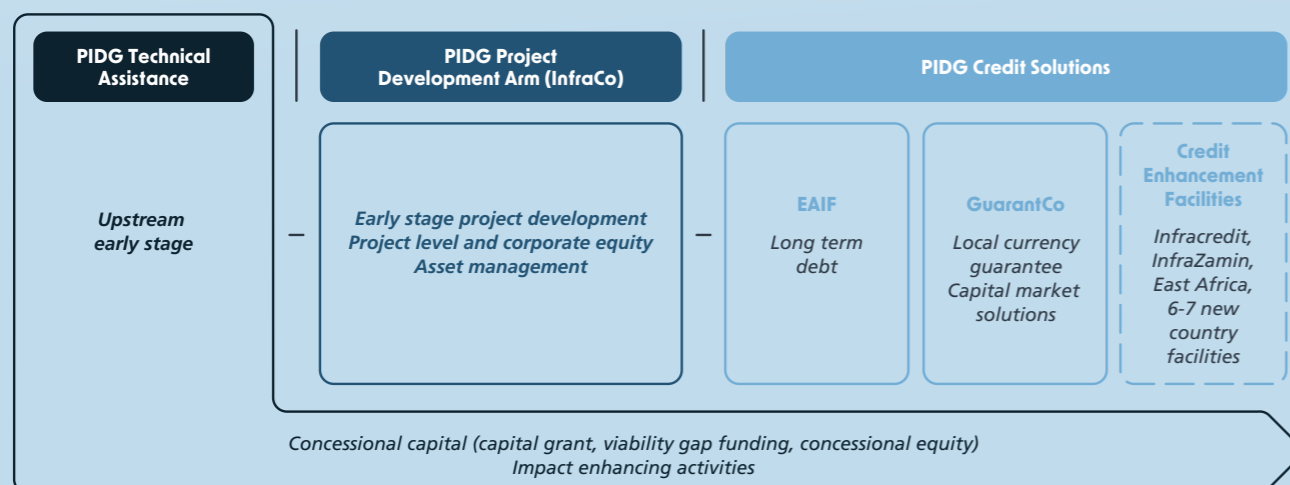 PIDG Technical
Assistance
PIDG Project
Development Arm (InfraCo)
PIDG Credit Solutions
Upstream
early stage
Early stage project development
Project level and corporate equity
Asset management
EAIF
Long term
debt
GuarantCo
Local currency
guarantee
Capital market
solutions
Credit
Enhancement
Facilities
Infracredit,
InfraZamin,
East Africa,
6-7 new
country
facilities
Concessional capital (capital grant, viability gap funding, concessional equity)
Impact enhancing activities